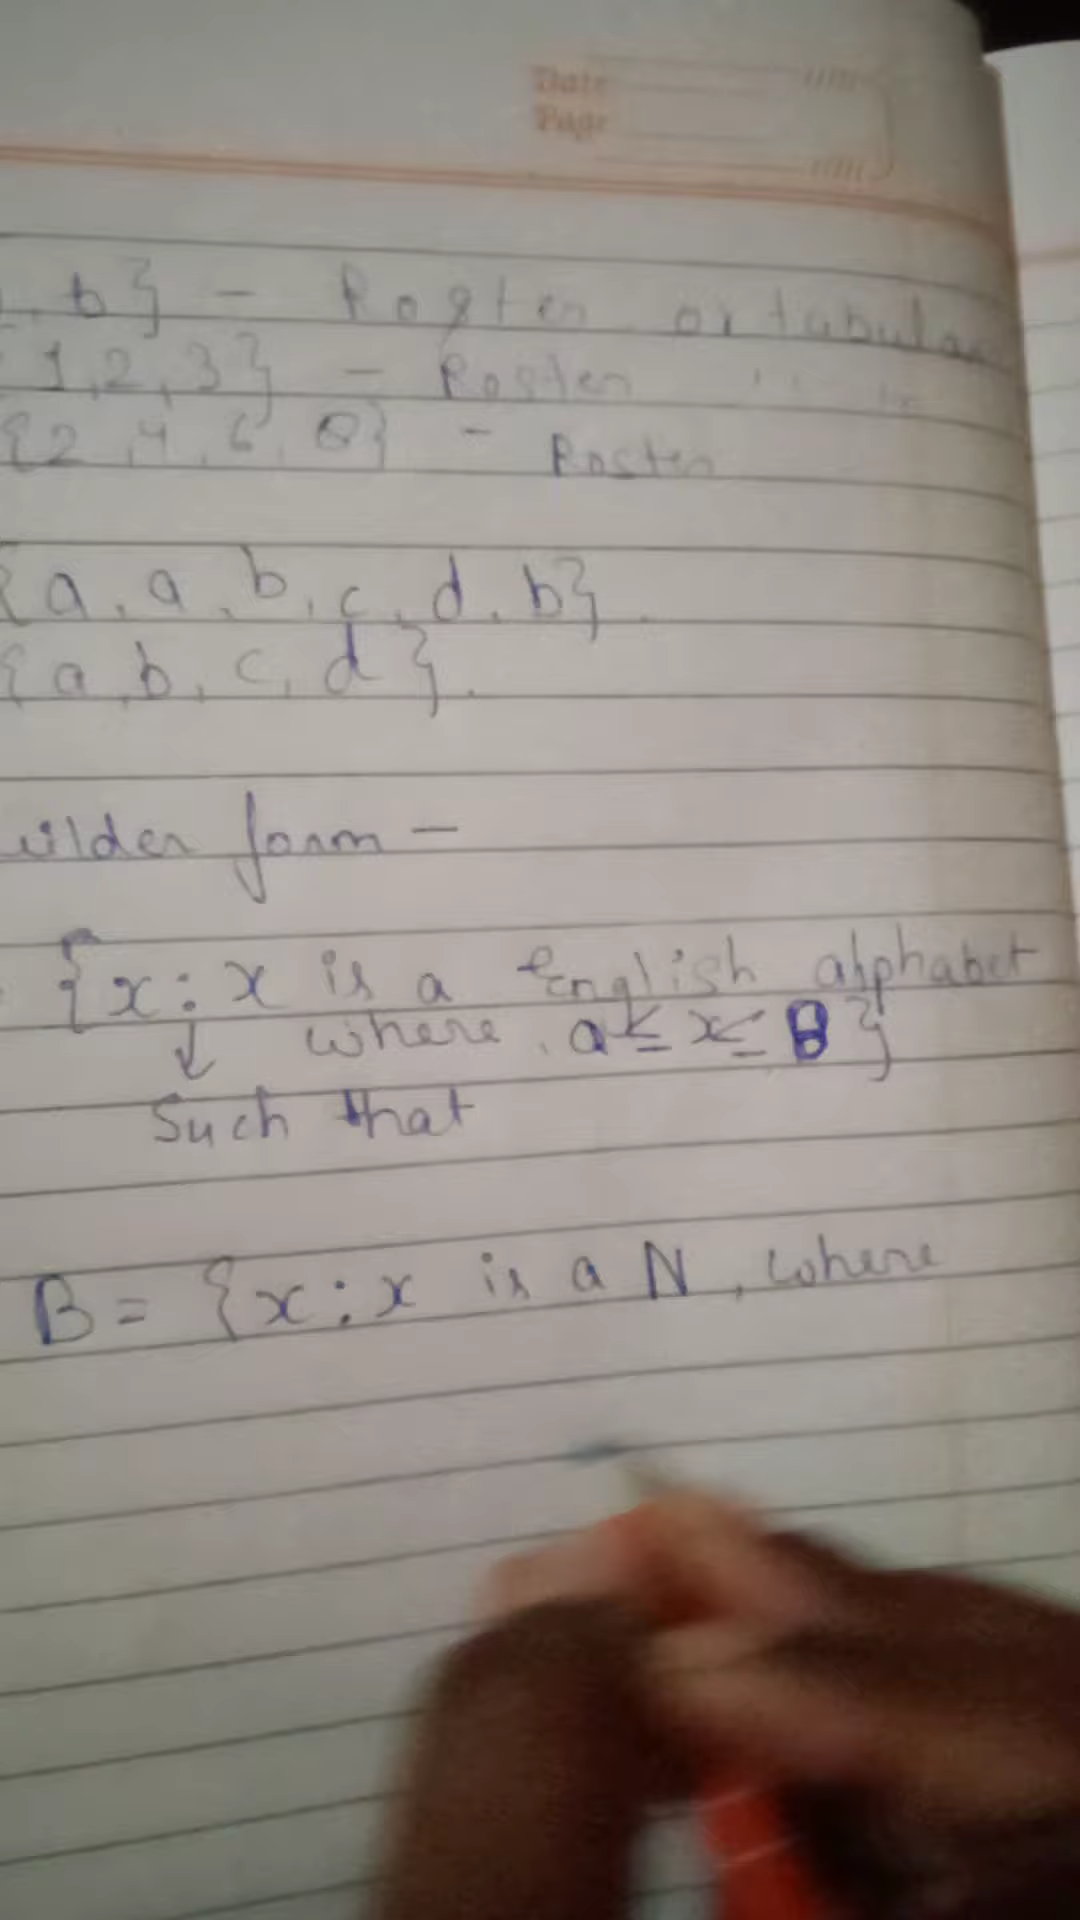 Date
Page
, b} - Roster or tabular
1, 2, 3} - Roster " "
{2, 4, 6, 8} - Roster
{a, a, b, c, d, b}.
{a, b, c, d}.
uilder form -
{x : x is a English alphabet
where, a ≤ x ≤ B}
↓
Such that
B = {x : x is a N, where